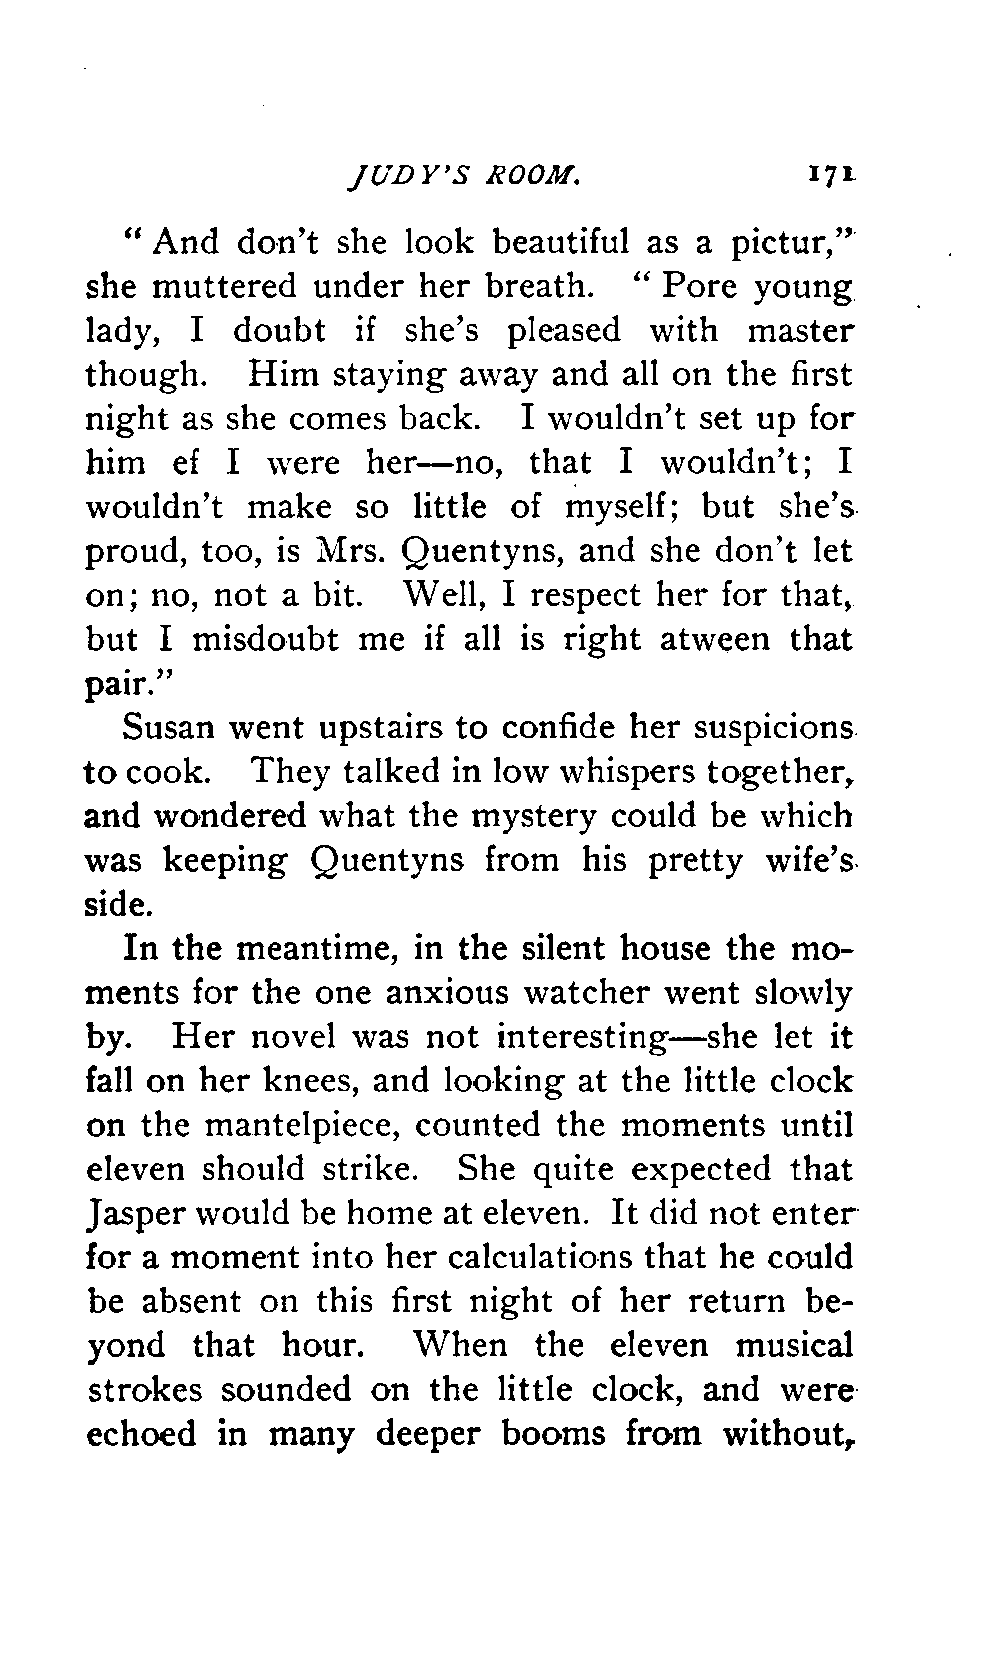 JUDY'S ROOM. 171
" And don't she look beautiful as a pictur,"
she muttered under her breath. " Pore young
lady, I doubt if she's pleased with master
though. Him staying away and all on the first
night as she comes back. I wouldn't set up for
him ef I were her—no, that I wouldn't; I
wouldn't make so little of myself; but she's
proud, too, is Mrs. Quentyns, and she don't let
on; no, not a bit. Well, I respect her for that,
but I misdoubt me if all is right atween that
pair."
Susan went upstairs to confide her suspicions
to cook. They talked in low whispers together,
and wondered what the mystery could be which
was keeping Quentyns from his pretty wife's
side.
In the meantime, in the silent house the mo-
ments for the one anxious watcher went slowly
by. Her novel was not interesting—she let it
fall on her knees, and looking at the little clock
on the mantelpiece, counted the moments until
eleven should strike. She quite expected that
Jasper would be home at eleven. It did not enter
for a moment into her calculations that he could
be absent on this first night of her return be-
yond that hour. When the eleven musical
strokes sounded on the little clock, and were
echoed in many deeper booms from without,